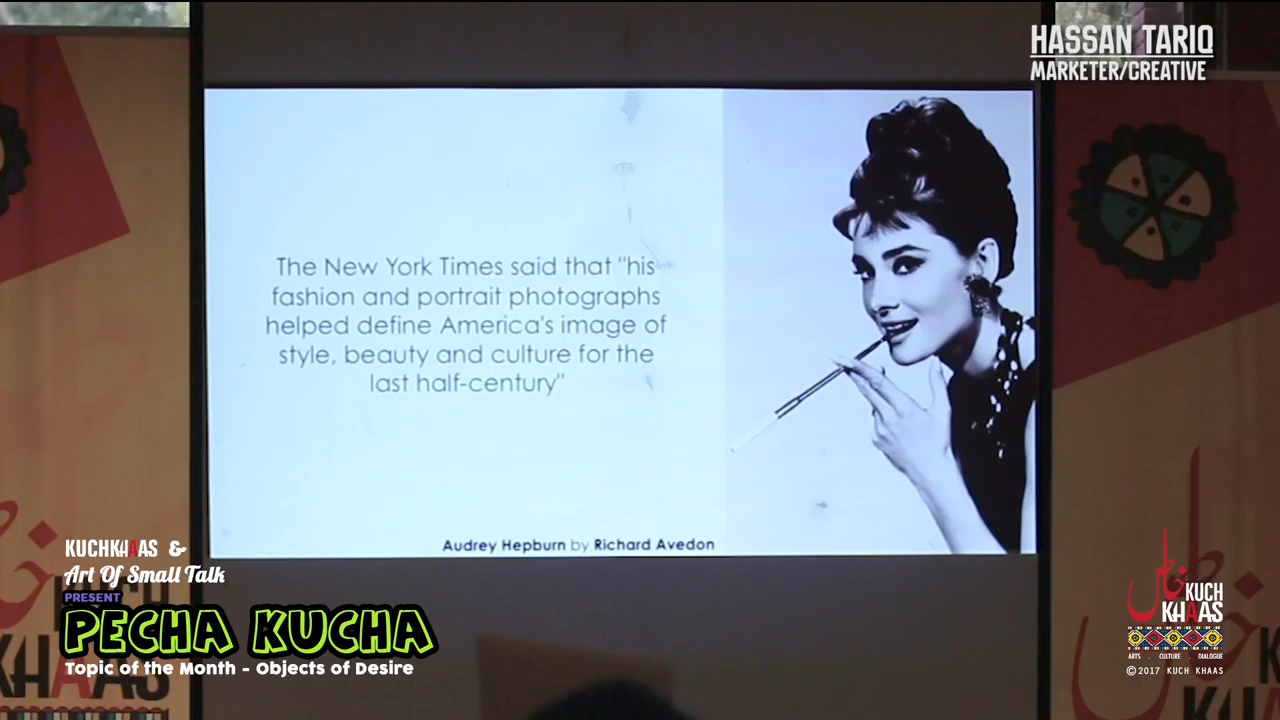 HASSAN TARIQ
MARKETER/CREATIVE
The New York Times said that "his
fashion and portrait photographs
helped define America's image of
style, beauty and culture for the
last half-century"
Audrey Hepburn by Richard Avedon
KUCHKHAAS &
Art Of Small Talk
PRESENT
PECHA KUCHA
Topic of the Month - Objects of Desire
خاص
KUCH
KHAAS
ARTS . CULTURE . DIALOGUE
©2017 KUCH KHAAS